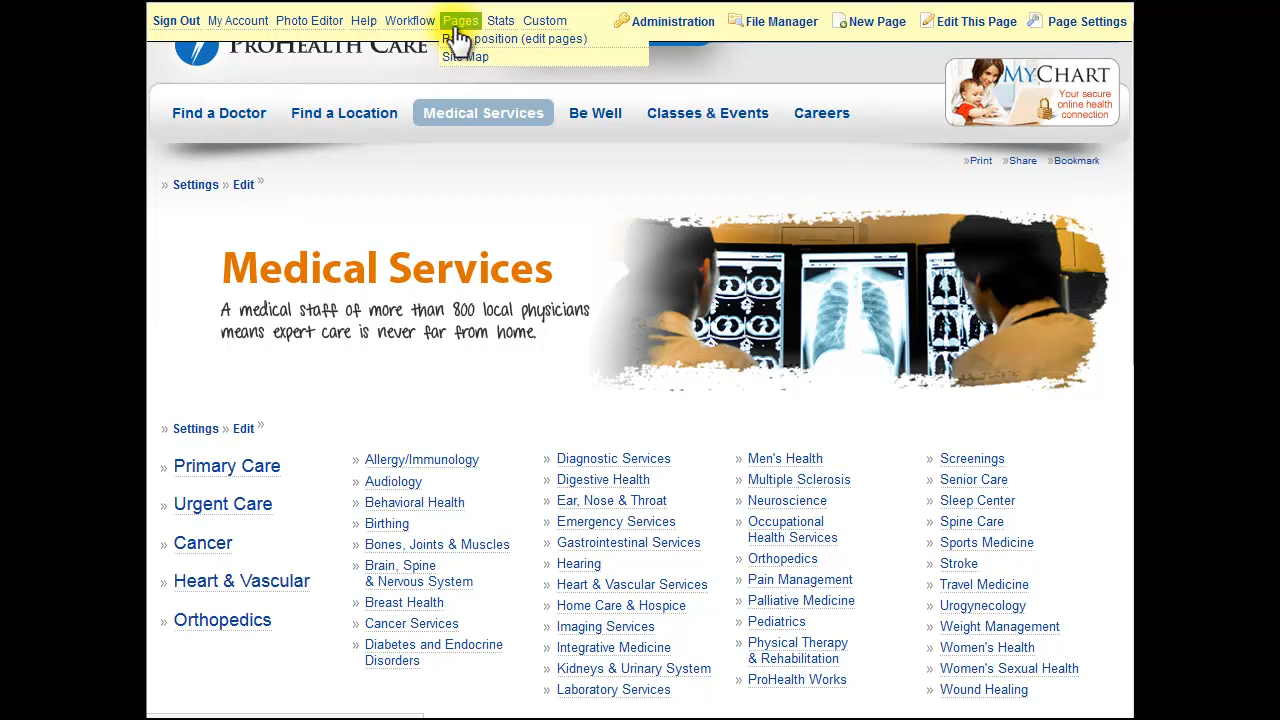 Sign Out My Account Photo Editor Help Workflow Pages Stats Custom Administration File Manager New Page Edit This Page Page Settings
position (edit pages)
Site Map
PROHEALTH CARE
MYCHART
Your secure
online health
connection
Find a Doctor Find a Location Medical Services Be Well Classes & Events Careers
»Print »Share »Bookmark
» Settings » Edit »
Medical Services
A medical staff of more than 800 local physicians
means expert care is never far from home.
» Settings » Edit »
» Primary Care
» Urgent Care
» Cancer
» Heart & Vascular
» Orthopedics
» Allergy/Immunology
» Audiology
» Behavioral Health
» Birthing
» Bones, Joints & Muscles
» Brain, Spine
& Nervous System
» Breast Health
» Cancer Services
» Diabetes and Endocrine
Disorders
» Diagnostic Services
» Digestive Health
» Ear, Nose & Throat
» Emergency Services
» Gastrointestinal Services
» Hearing
» Heart & Vascular Services
» Home Care & Hospice
» Imaging Services
» Integrative Medicine
» Kidneys & Urinary System
» Laboratory Services
» Men's Health
» Multiple Sclerosis
» Neuroscience
» Occupational
Health Services
» Orthopedics
» Pain Management
» Palliative Medicine
» Pediatrics
» Physical Therapy
& Rehabilitation
» ProHealth Works
» Screenings
» Senior Care
» Sleep Center
» Spine Care
» Sports Medicine
» Stroke
» Travel Medicine
» Urogynecology
» Weight Management
» Women's Health
» Women's Sexual Health
» Wound Healing